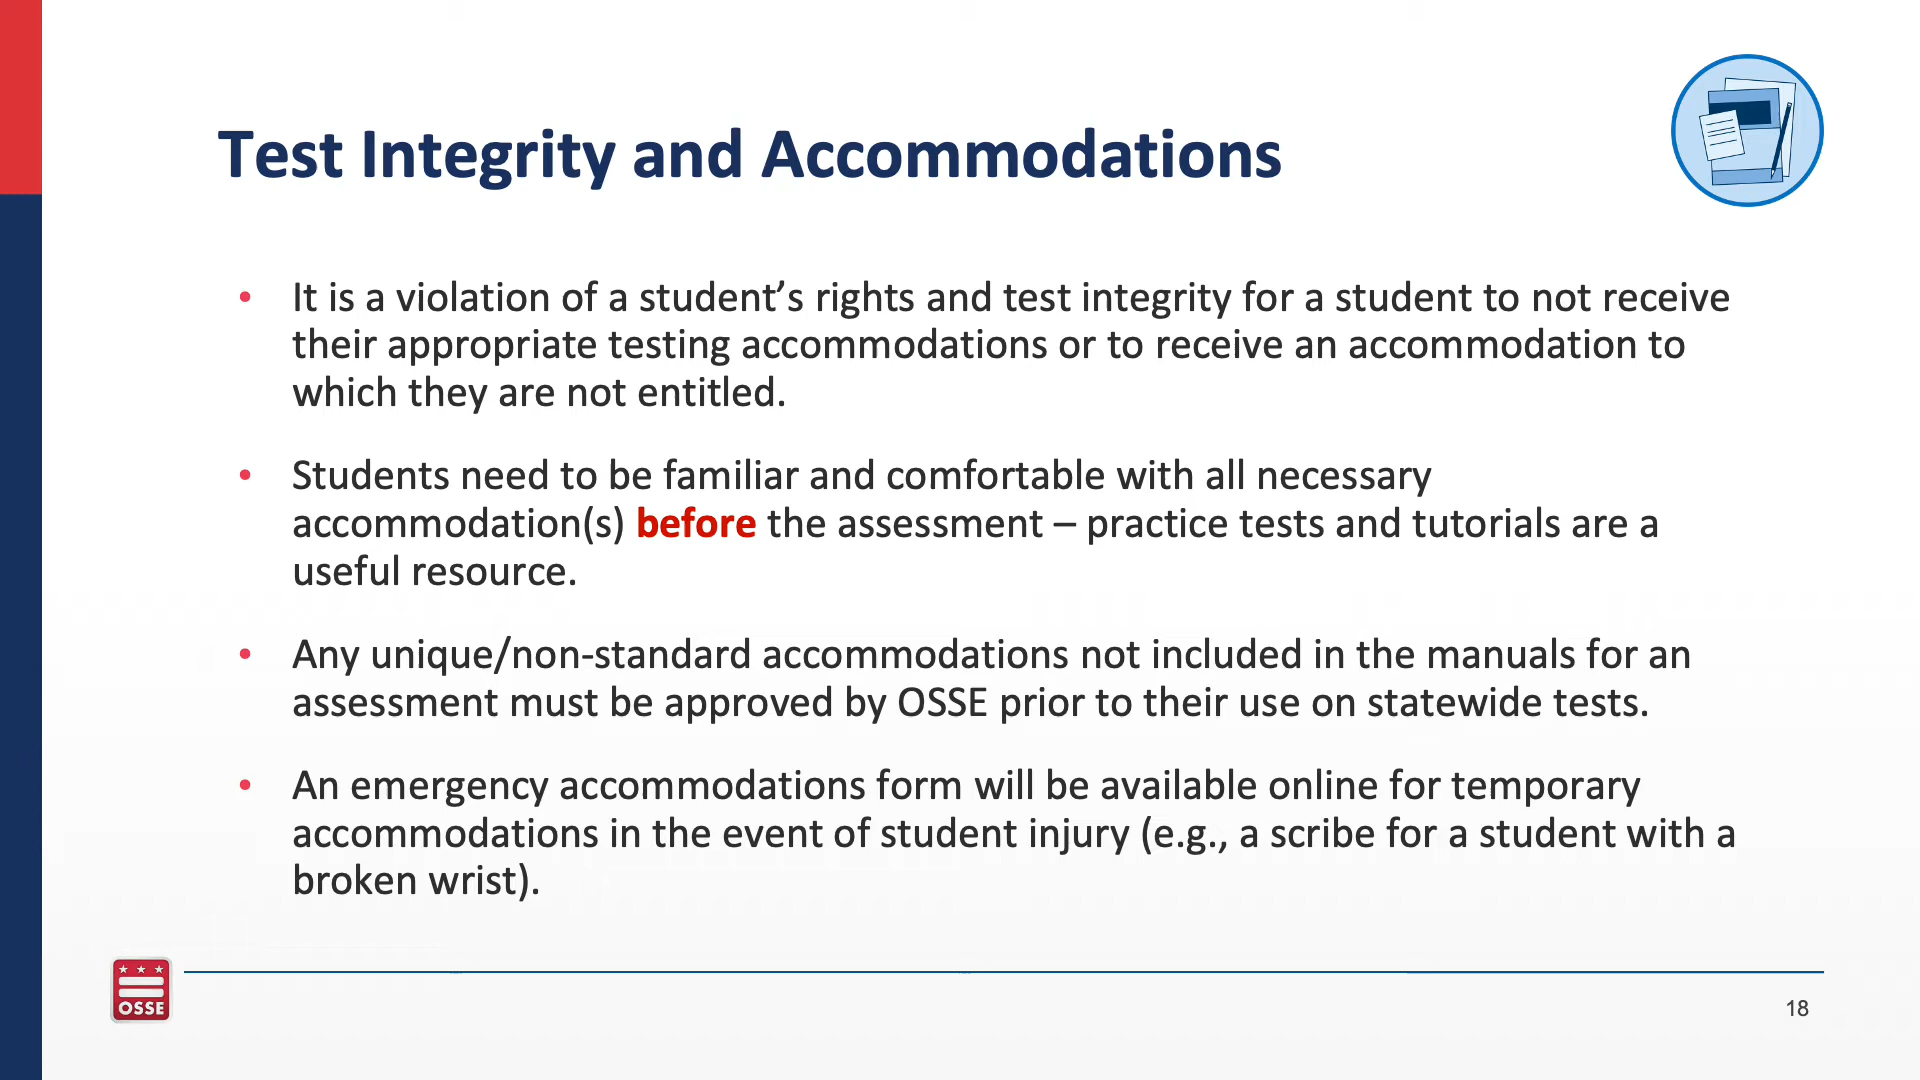 Test Integrity and Accommodations
• It is a violation of a student’s rights and test integrity for a student to not receive
their appropriate testing accommodations or to receive an accommodation to
which they are not entitled.
• Students need to be familiar and comfortable with all necessary
accommodation(s) before the assessment – practice tests and tutorials are a
useful resource.
• Any unique/non-standard accommodations not included in the manuals for an
assessment must be approved by OSSE prior to their use on statewide tests.
• An emergency accommodations form will be available online for temporary
accommodations in the event of student injury (e.g., a scribe for a student with a
broken wrist).
OSSE
18